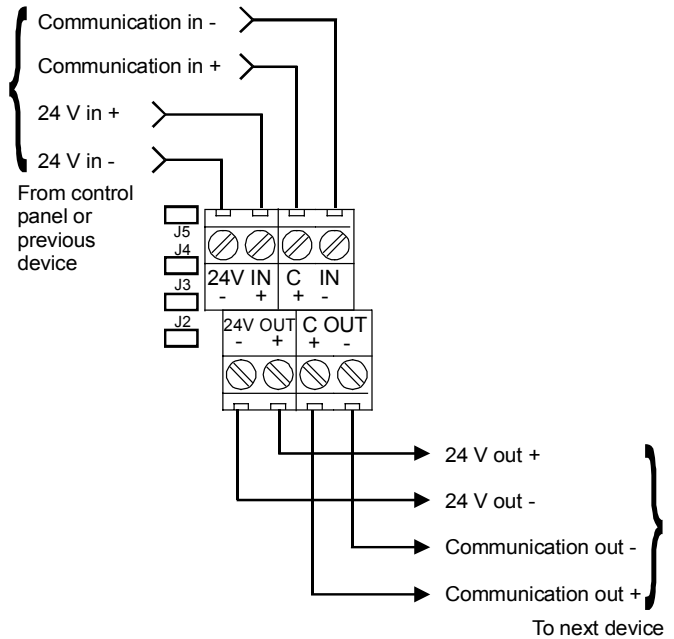 Communication in -
Communication in +
24 V in +
24 V in -
From control
panel or
previous
device
J5
J4
J3
J2
24V IN C IN
- + + -
24V OUT C OUT
- + + -
24 V out +
24 V out -
Communication out -
Communication out +
To next device